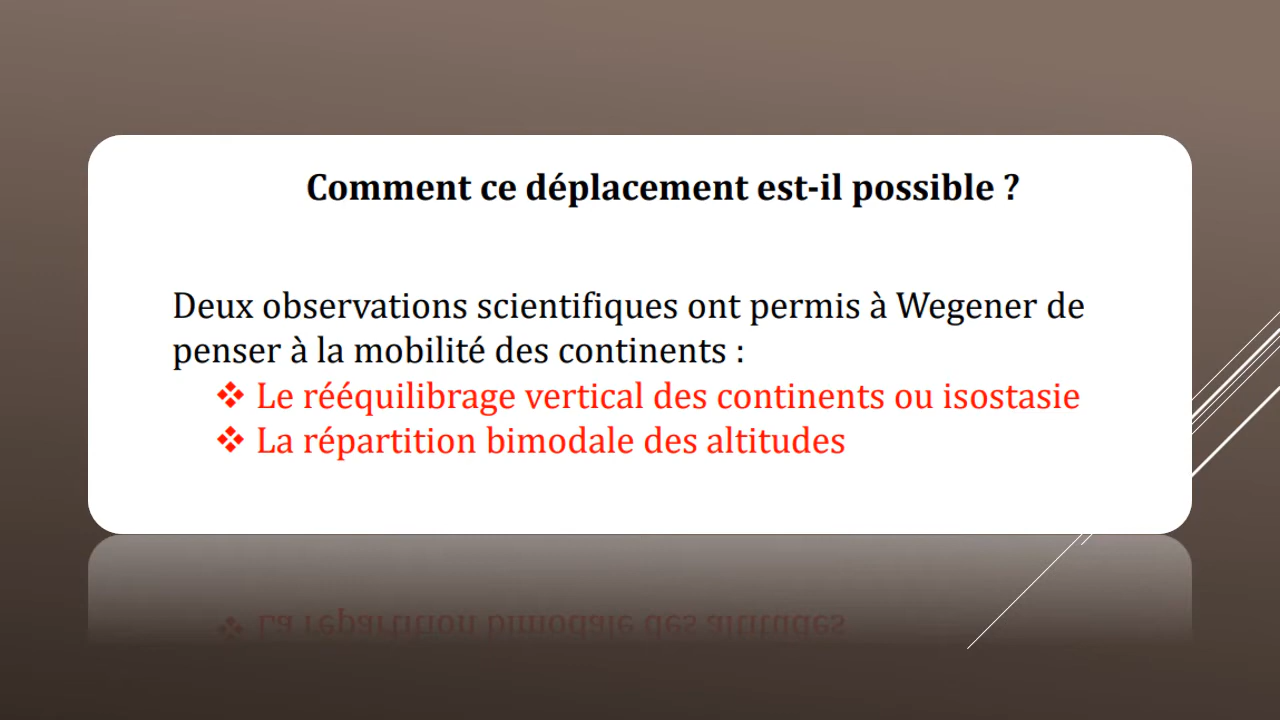 Comment ce déplacement est-il possible ?
Deux observations scientifiques ont permis à Wegener de
penser à la mobilité des continents :
❖ Le rééquilibrage vertical des continents ou isostasie
❖ La répartition bimodale des altitudes